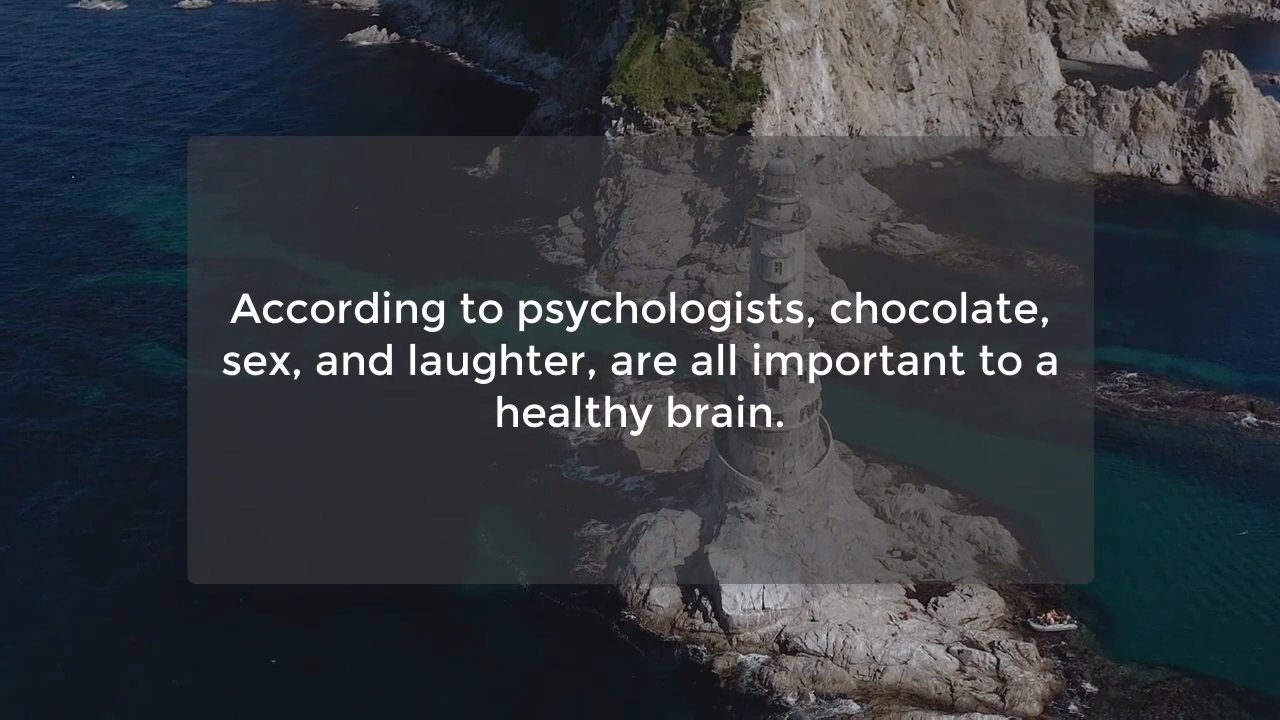 According to psychologists, chocolate,
sex, and laughter, are all important to a
healthy brain.